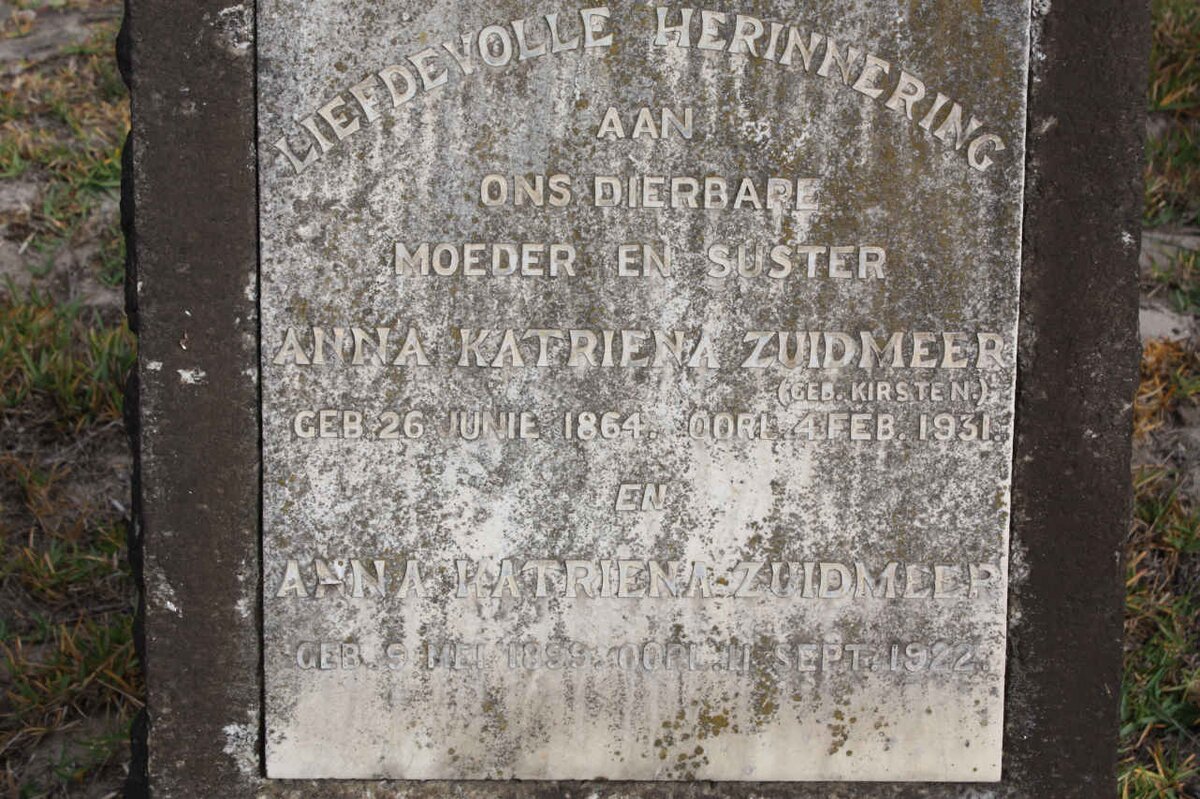 LIEFDEVOLLE HERINNERING
AAN
ONS DIERBARE
MOEDER EN SUSTER
ANNA KATRIENA ZUIDMEER
(GEB. KIRSTEN.)
GEB. 26 JUNIE 1864. OORL. 4. FEB. 1931.
EN
ANNA KATRIENA ZUIDMEER
GEB. 9 MEI 1899. OORL. 11 SEPT. 1922.